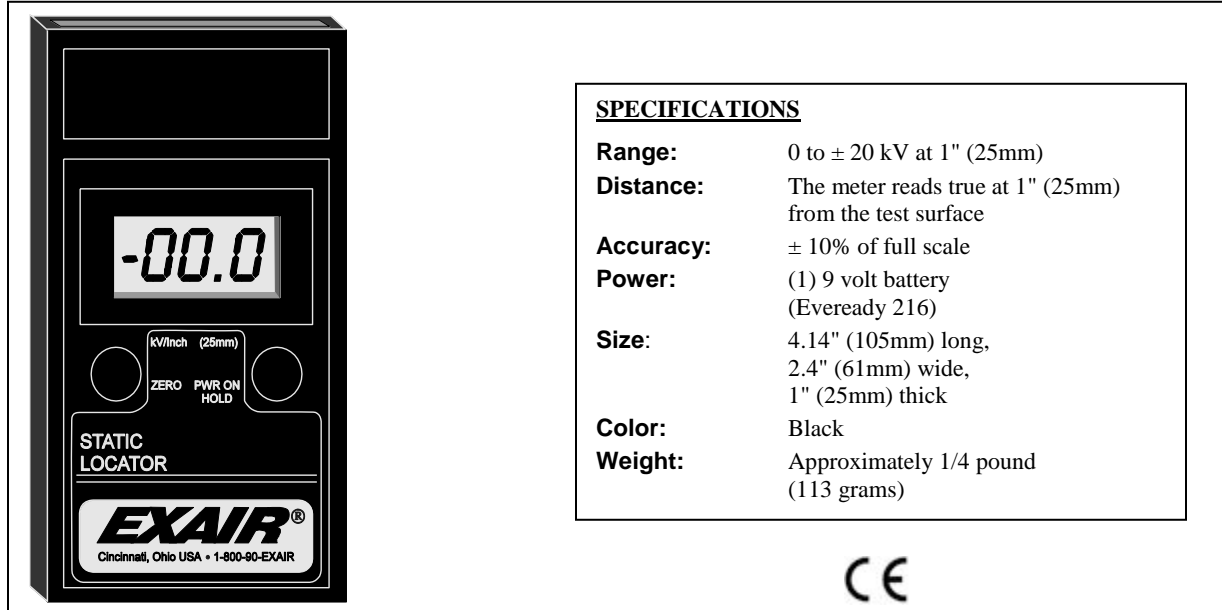 -00.0
kV/Inch (25mm)
ZERO PWR ON
HOLD
STATIC
LOCATOR
EXAIR®
Cincinnati, Ohio USA • 1-800-90-EXAIR
SPECIFICATIONS
Range: 0 to ± 20 kV at 1" (25mm)
Distance: The meter reads true at 1" (25mm)
from the test surface
Accuracy: ± 10% of full scale
Power: (1) 9 volt battery
(Eveready 216)
Size: 4.14" (105mm) long,
2.4" (61mm) wide,
1" (25mm) thick
Color: Black
Weight: Approximately 1/4 pound
(113 grams)
CE